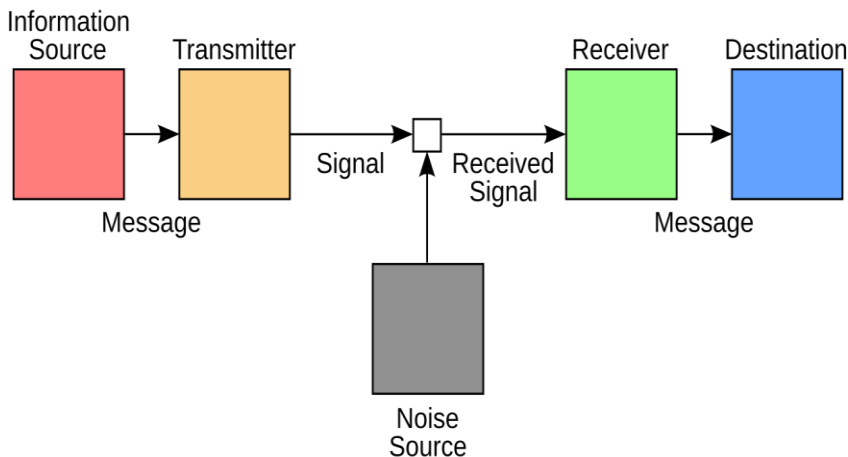 Information
Source
Transmitter
Receiver
Destination
Signal
Received
Signal
Message
Message
Noise
Source